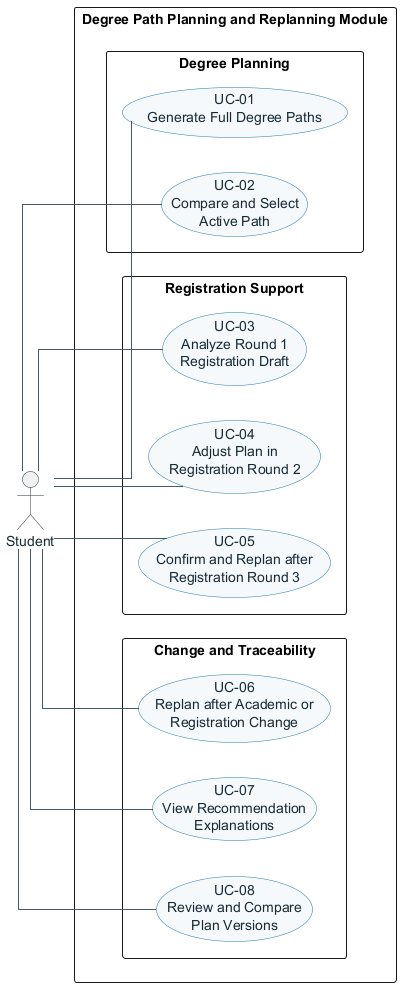 Degree Path Planning and Replanning Module
Degree Planning
UC-01
Generate Full Degree Paths
UC-02
Compare and Select
Active Path
Registration Support
UC-03
Analyze Round 1
Registration Draft
UC-04
Adjust Plan in
Registration Round 2
Student
UC-05
Confirm and Replan after
Registration Round 3
Change and Traceability
UC-06
Replan after Academic or
Registration Change
UC-07
View Recommendation
Explanations
UC-08
Review and Compare
Plan Versions